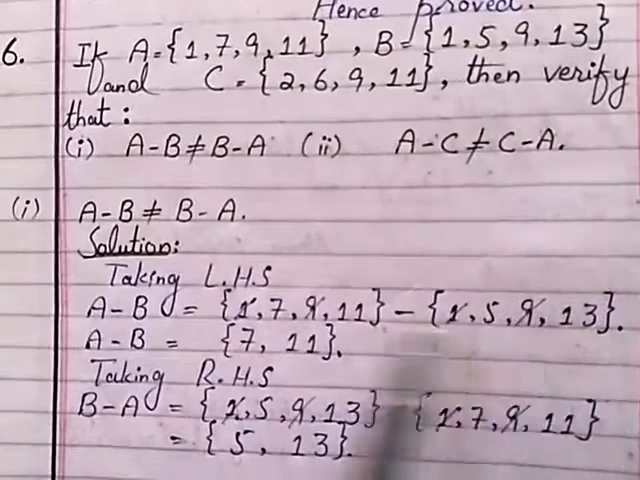 Hence proved.
6. If A={1,7,9,11}, B={1,5,9,13}
and C={2,6,9,11}, then verify
that:
(i) A-B≠B-A (ii) A-C≠C-A.
(i) A-B≠B-A.
Solution:
Taking L.H.S
A-B = {1,7,9,11} - {1,5,9,13}.
A-B = {7, 11}.
Taking R.H.S
B-A = {1,5,9,13} {1,7,9,11}
= {5, 13}.